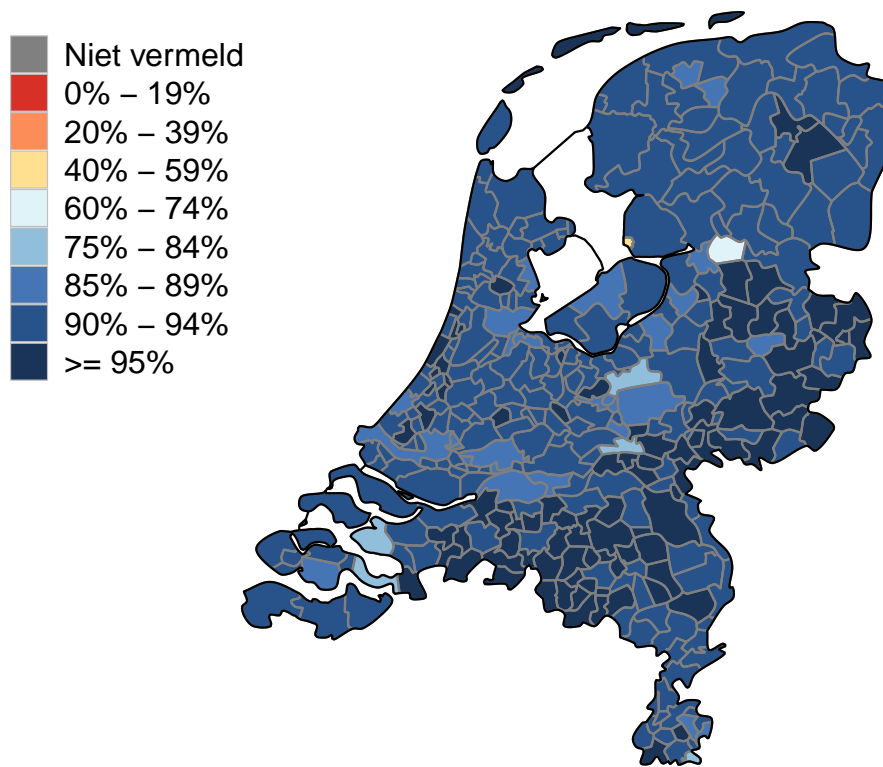 Niet vermeld
0% – 19%
20% – 39%
40% – 59%
60% – 74%
75% – 84%
85% – 89%
90% – 94%
>= 95%